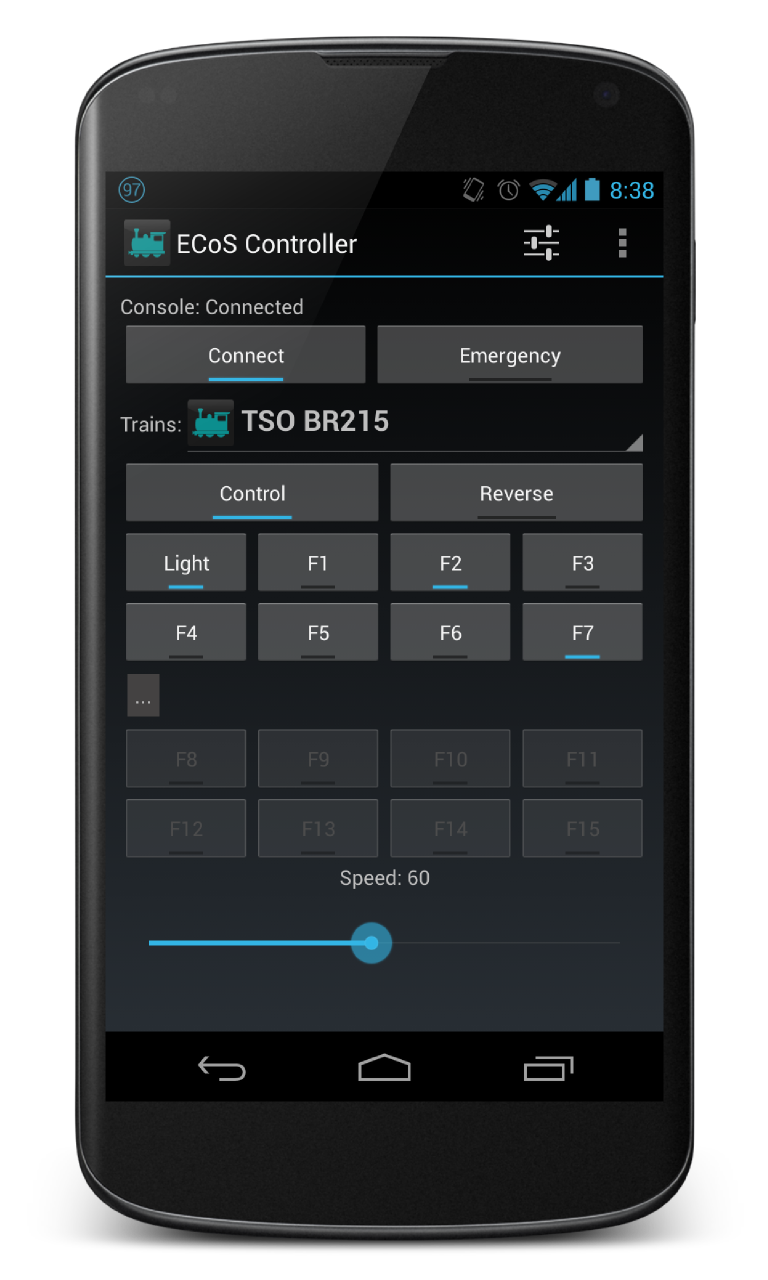 97 8:38
ECoS Controller
Console: Connected
Connect Emergency
Trains: TSO BR215
Control Reverse
Light F1 F2 F3
F4 F5 F6 F7
...
F8 F9 F10 F11
F12 F13 F14 F15
Speed: 60